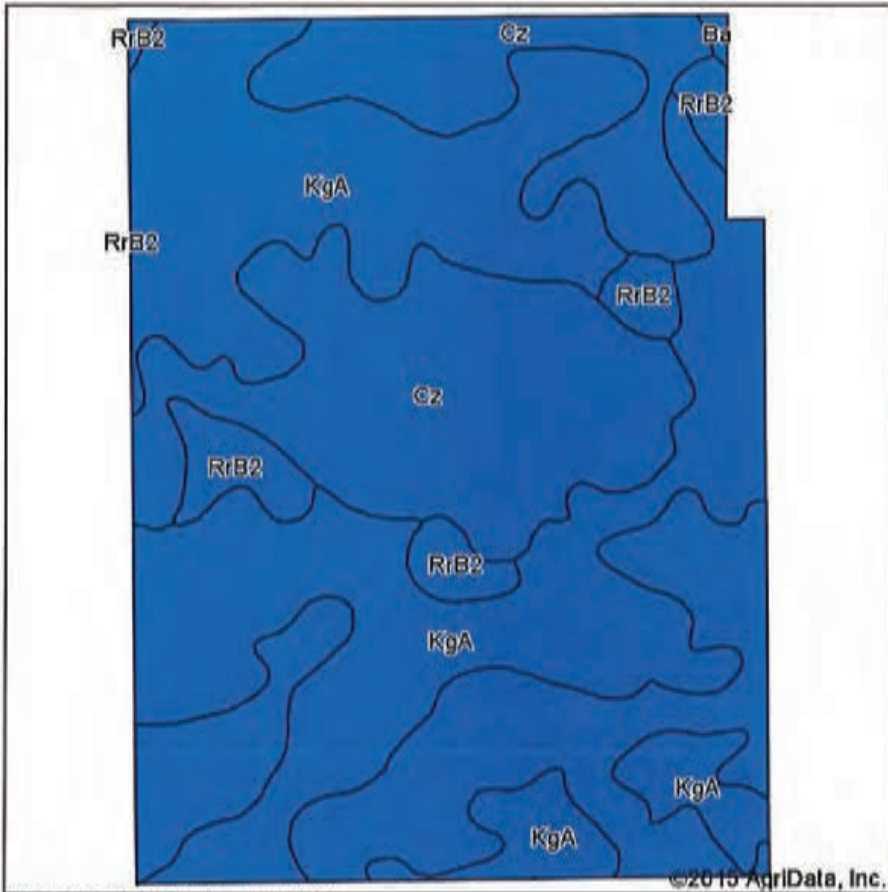 RrB2
Cz
Ba
RrB2
KgA
RrB2
RrB2
Cz
RrB2
RrB2
KgA
KgA
KgA
©2015 AgriData, Inc.